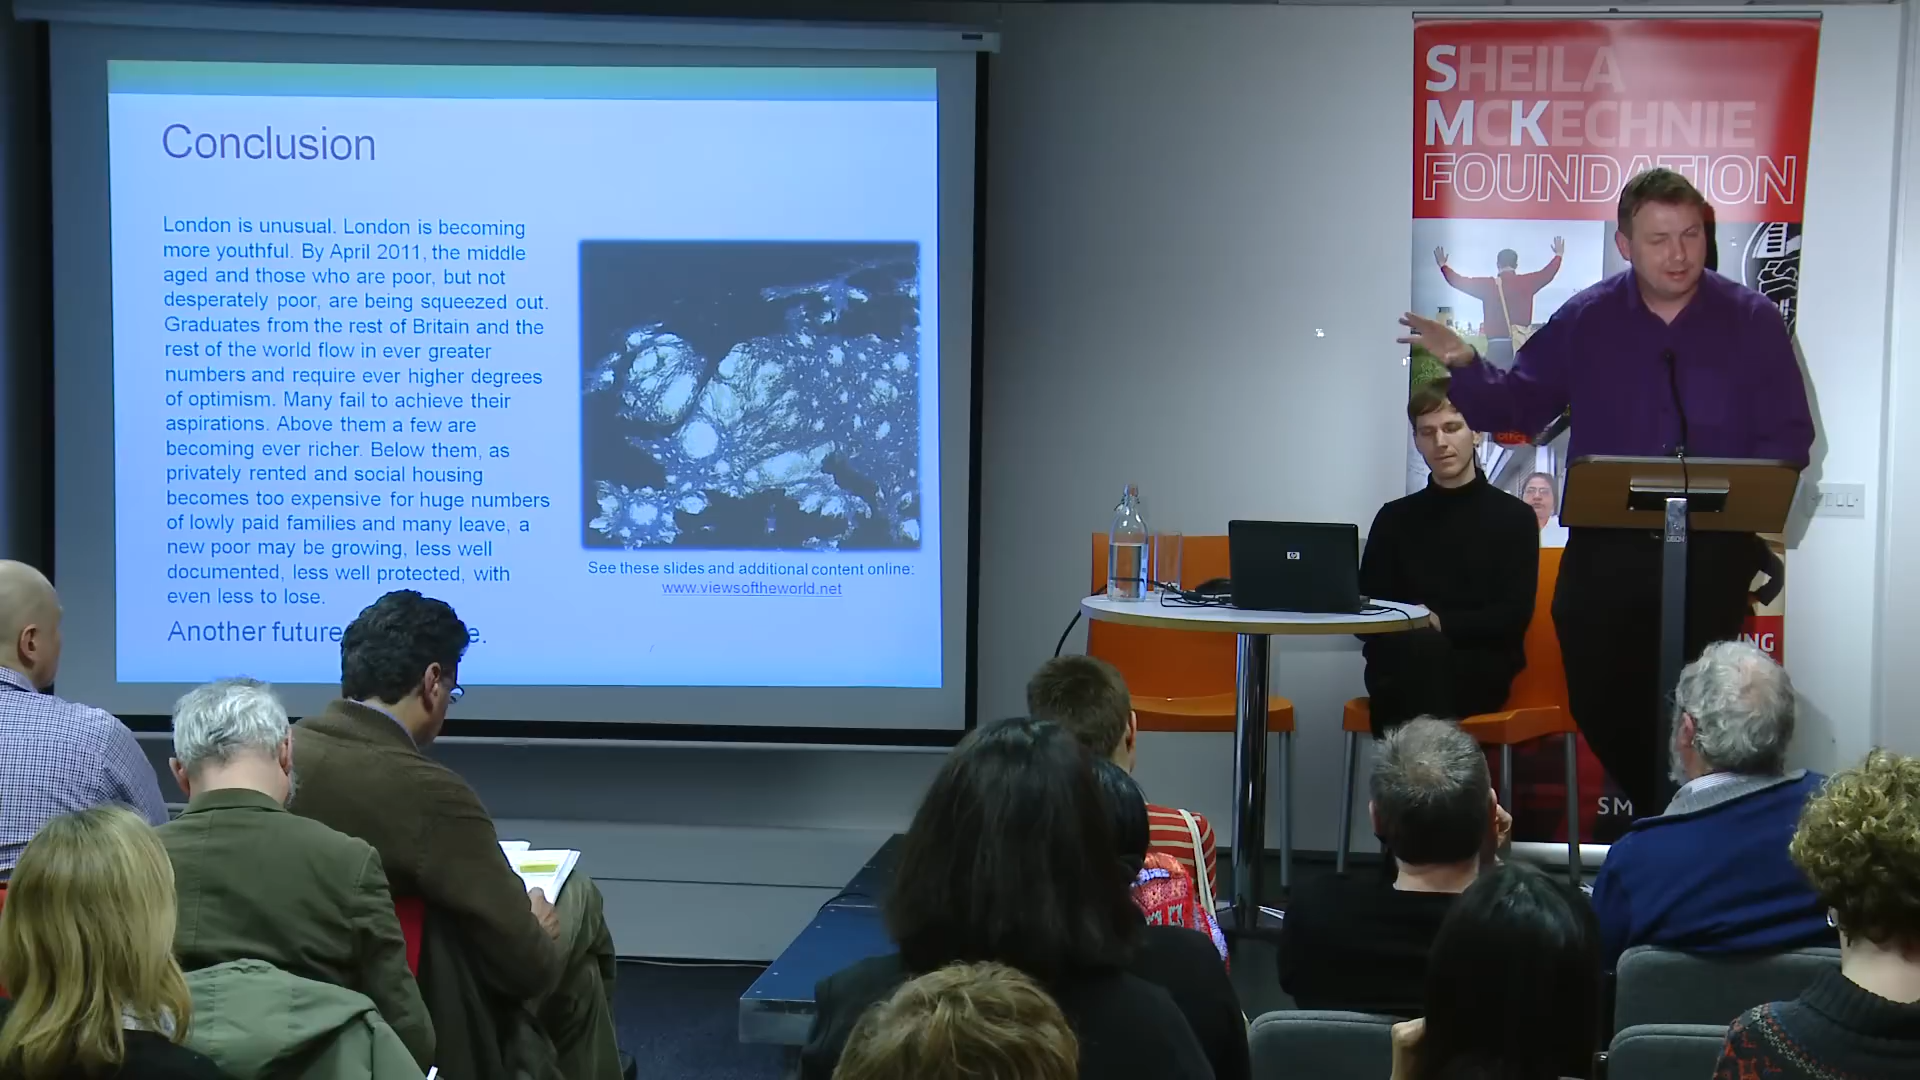 Conclusion
London is unusual. London is becoming
more youthful. By April 2011, the middle
aged and those who are poor, but not
desperately poor, are being squeezed out.
Graduates from the rest of Britain and the
rest of the world flow in ever greater
numbers and require ever higher degrees
of optimism. Many fail to achieve their
aspirations. Above them a few are
becoming ever richer. Below them, as
privately rented and social housing
becomes too expensive for huge numbers
of lowly paid families and many leave, a
new poor may be growing, less well
documented, less well protected, with
even less to lose.
Another future
See these slides and additional content online:
www.viewsoftheworld.net
SHEILA
MCKECHNIE
FOUNDATION
hp
SM